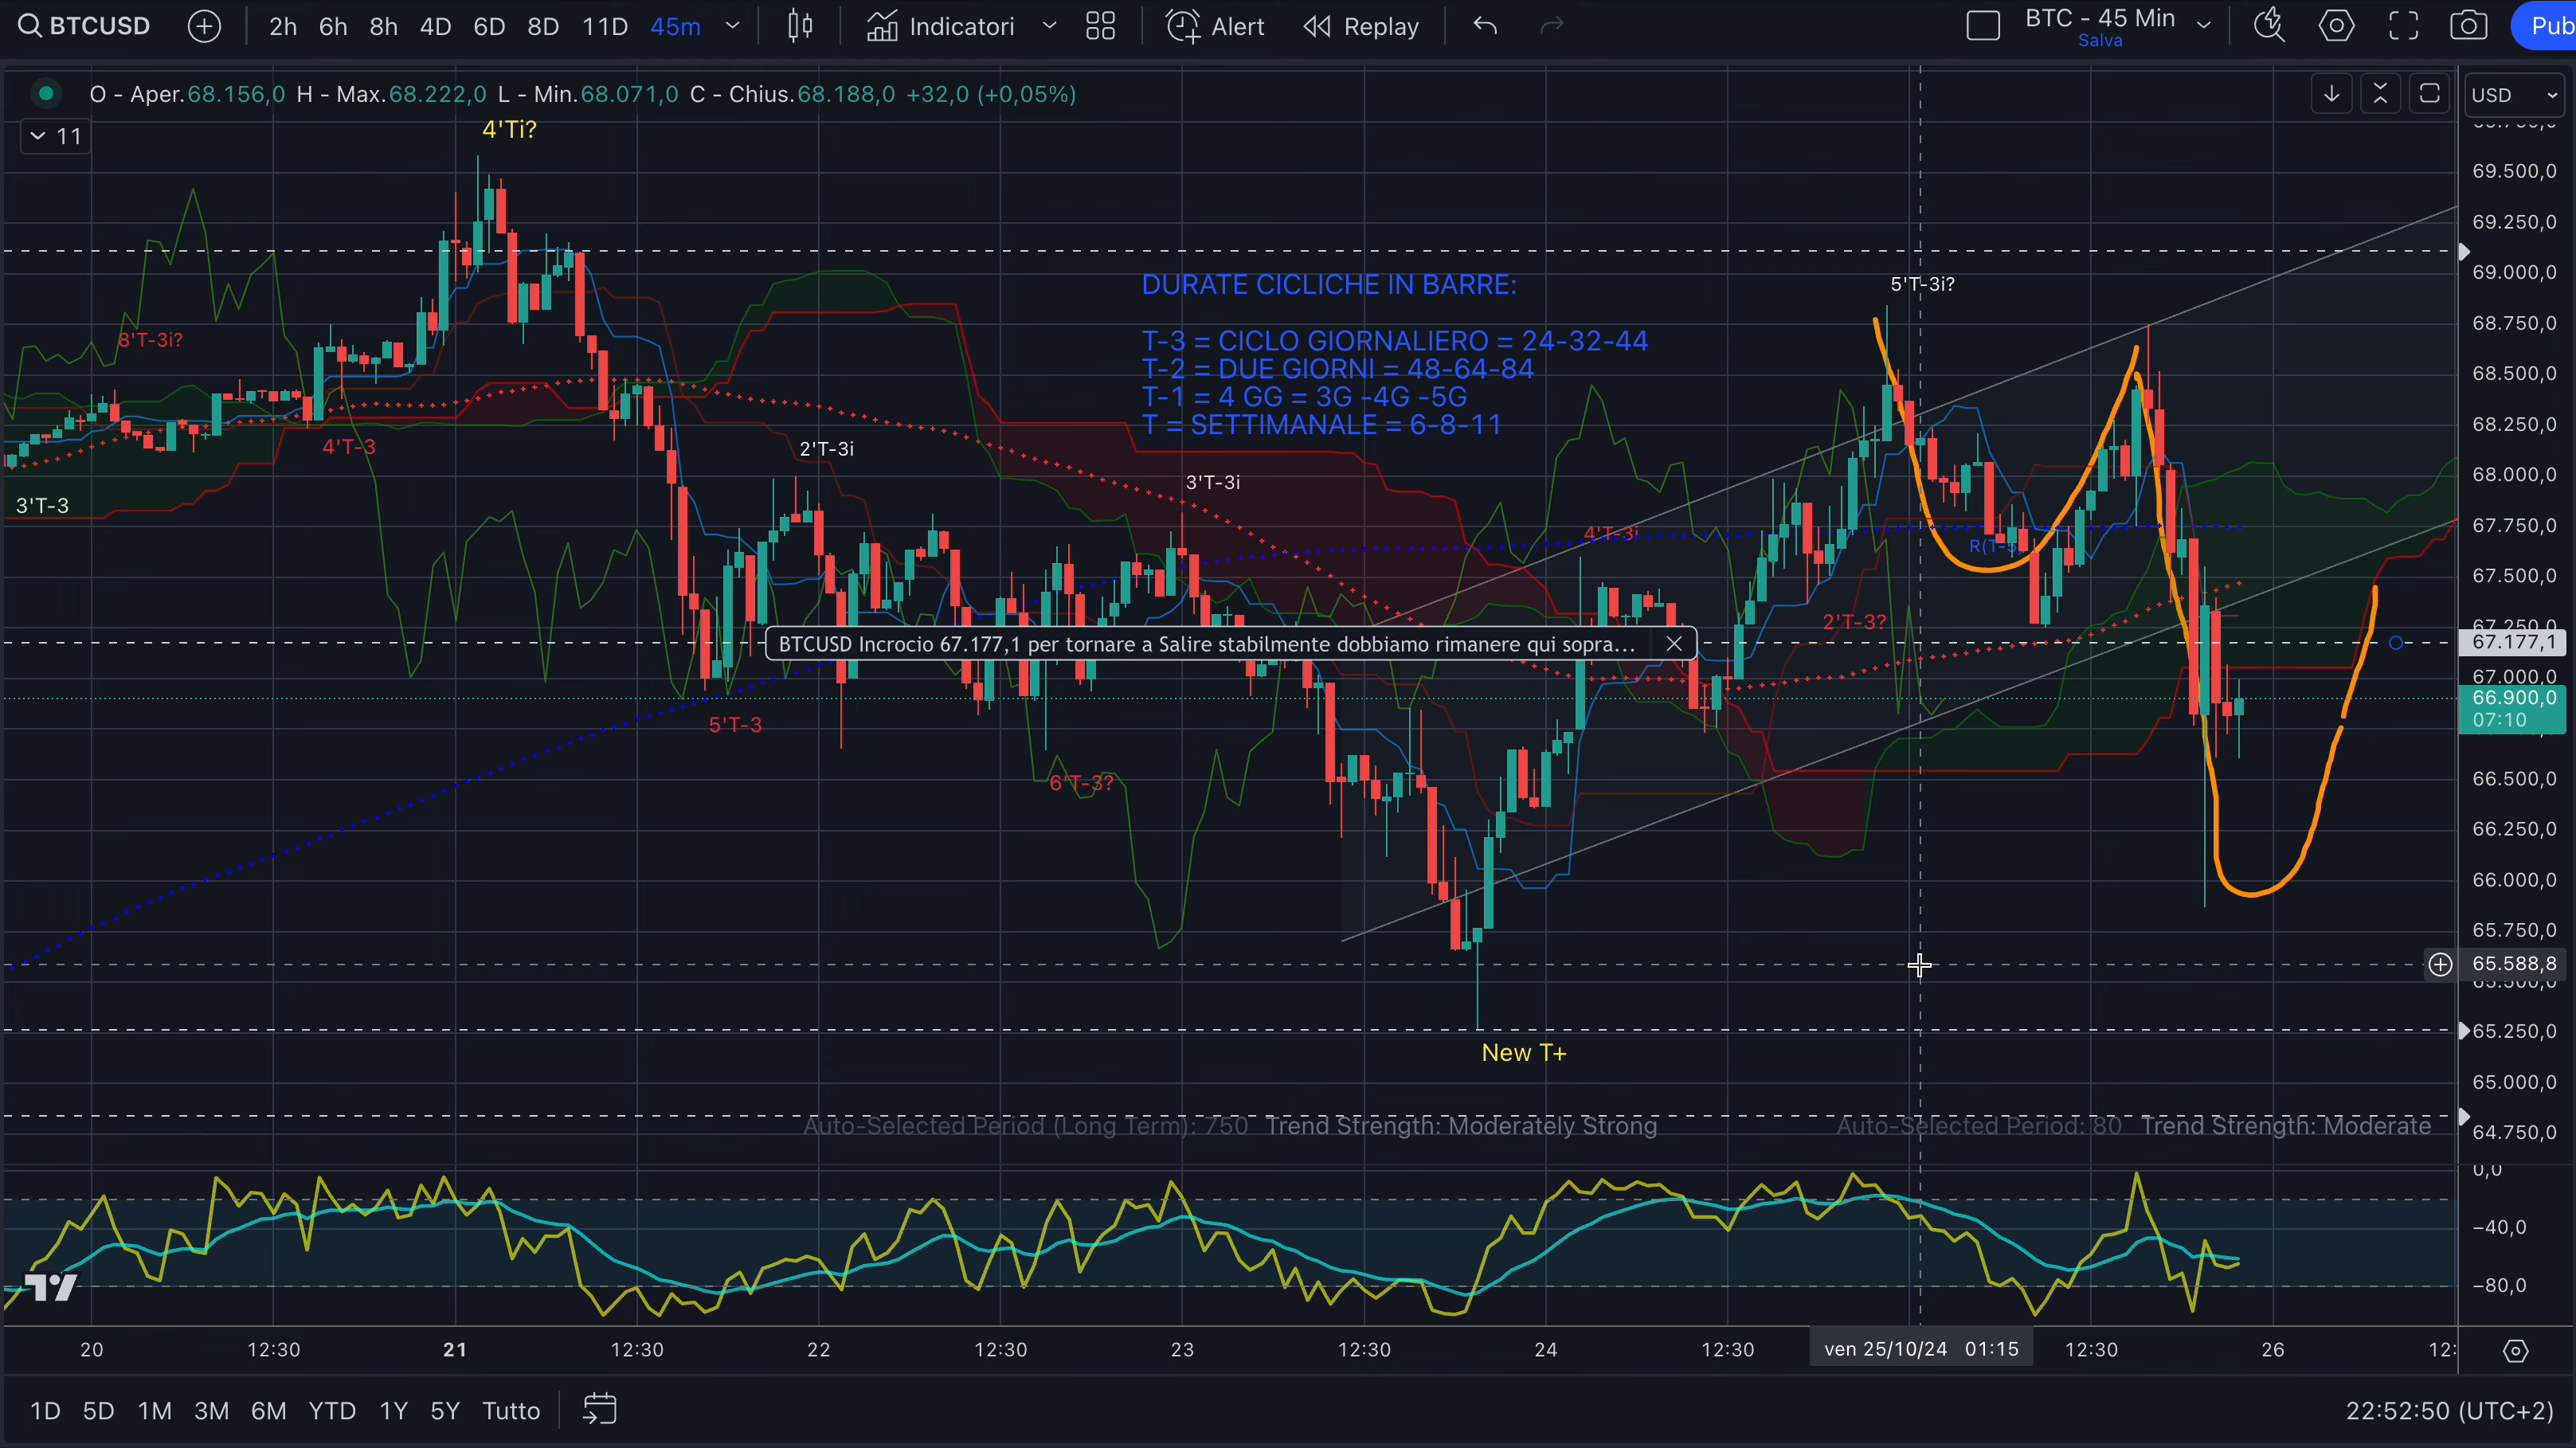 BTCUSD 2h 6h 8h 4D 6D 8D 11D 45m Indicatori Alert Replay BTC - 45 Min Pub
Salva
O - Aper.68.156,0 H - Max.68.222,0 L - Min.68.071,0 C - Chius.68.188,0 +32,0 (+0,05%)
USD
11
4'Ti?
69.500,0
69.250,0
69.000,0
68.750,0
68.500,0
68.250,0
68.000,0
67.750,0
67.500,0
67.250,0
67.177,1
67.000,0
66.900,0
07:10
66.500,0
66.250,0
66.000,0
65.750,0
65.588,8
65.500,0
65.250,0
65.000,0
64.750,0
DURATE CICLICHE IN BARRE:
T-3 = CICLO GIORNALIERO = 24-32-44
T-2 = DUE GIORNI = 48-64-84
T-1 = 4 GG = 3G -4G -5G
T = SETTIMANALE = 6-8-11
5'T-3i?
8'T-3i?
4'T-3
2'T-3i
3'T-3i
3'T-3
4'T-3i
2'T-3?
BTCUSD Incrocio 67.177,1 per tornare a Salire stabilmente dobbiamo rimanere qui sopra...
5'T-3
6'T-3?
New T+
Auto-Selected Period (Long Term): 750 Trend Strength: Moderately Strong
Auto-Selected Period: 80 Trend Strength: Moderate
0,0
−40,0
−80,0
20 12:30 21 12:30 22 12:30 23 12:30 24 12:30 ven 25/10/24 01:15 12:30 26 12:
1D 5D 1M 3M 6M YTD 1Y 5Y Tutto 22:52:50 (UTC+2)